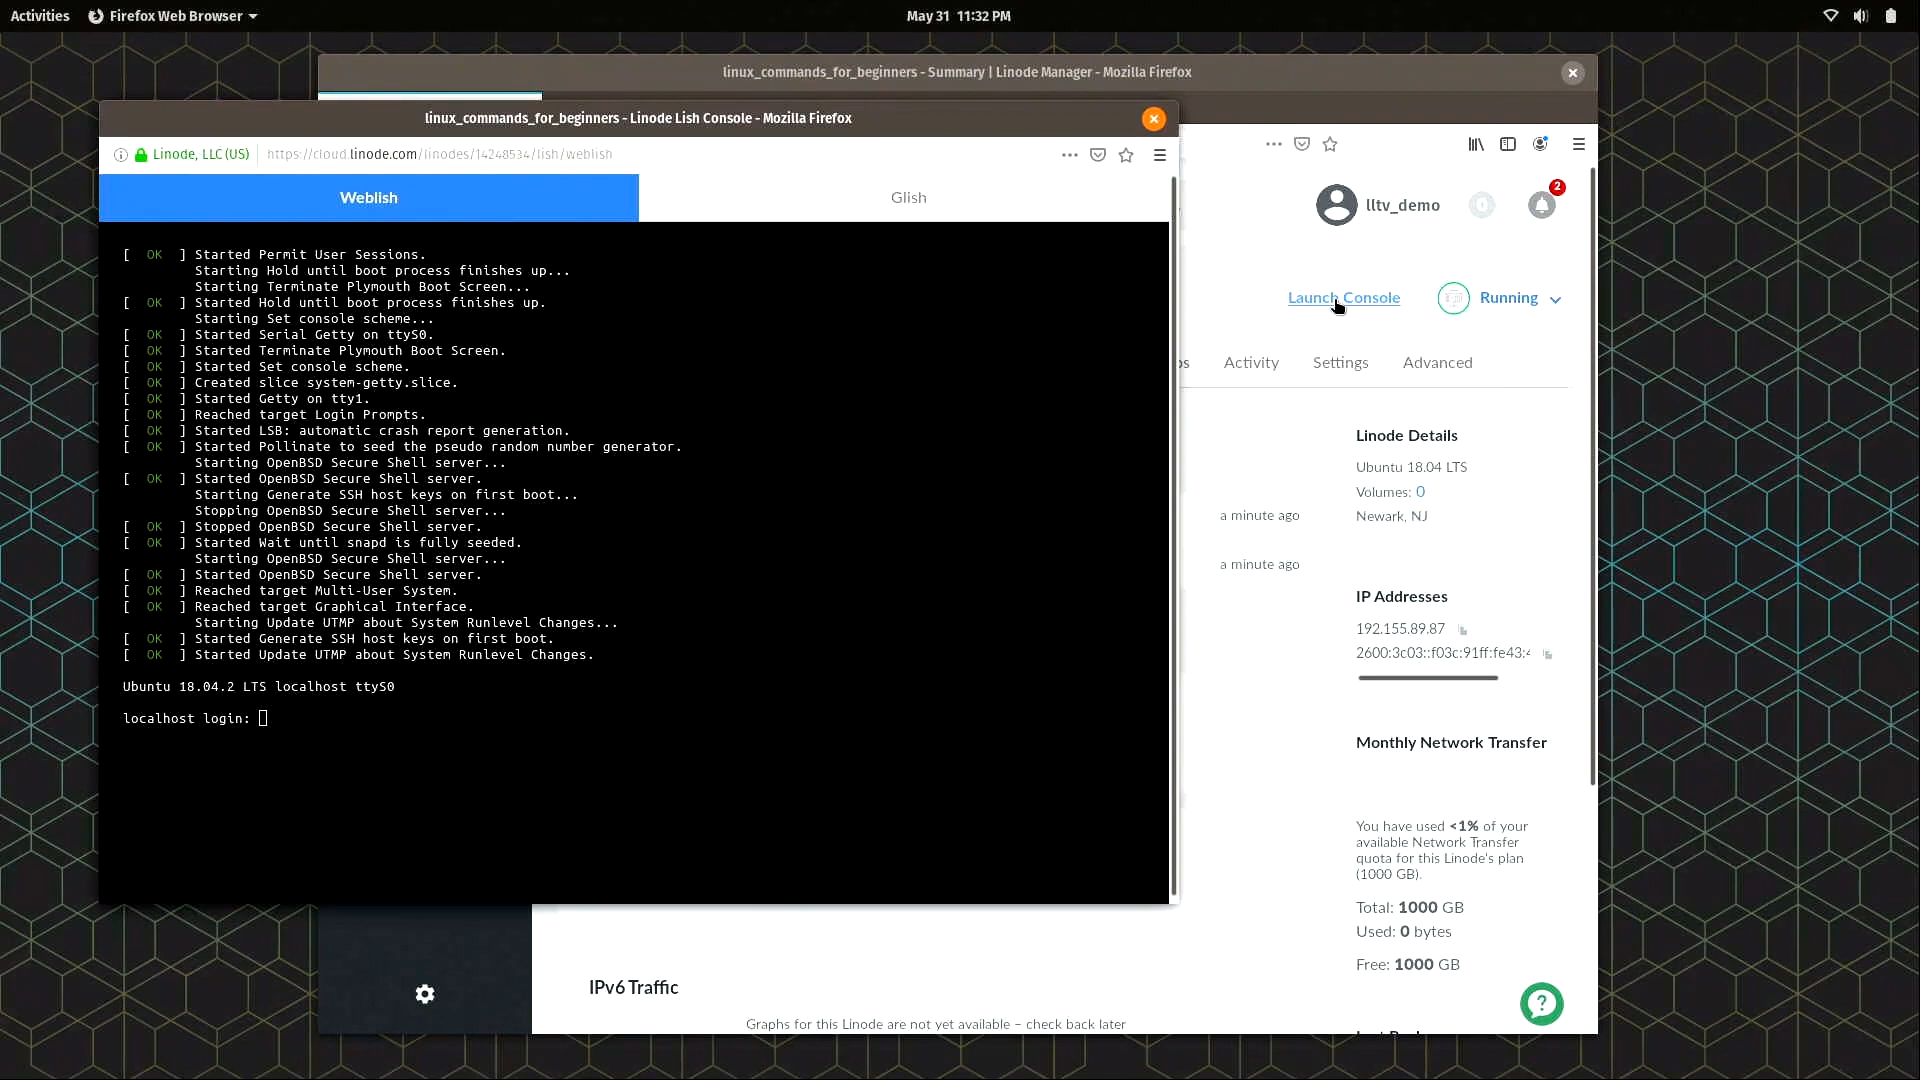 Activities Firefox Web Browser May 31 11:32 PM
linux_commands_for_beginners - Summary | Linode Manager - Mozilla Firefox
linux_commands_for_beginners - Linode Lish Console - Mozilla Firefox
Linode, LLC (US) https://cloud.linode.com/linodes/14248534/lish/weblish
Weblish Glish
[ OK ] Started Permit User Sessions.
Starting Hold until boot process finishes up...
Starting Terminate Plymouth Boot Screen...
[ OK ] Started Hold until boot process finishes up.
Starting Set console scheme...
[ OK ] Started Serial Getty on ttyS0.
[ OK ] Started Terminate Plymouth Boot Screen.
[ OK ] Started Set console scheme.
[ OK ] Created slice system-getty.slice.
[ OK ] Started Getty on tty1.
[ OK ] Reached target Login Prompts.
[ OK ] Started LSB: automatic crash report generation.
[ OK ] Started Pollinate to seed the pseudo random number generator.
Starting OpenBSD Secure Shell server...
[ OK ] Started OpenBSD Secure Shell server.
Starting Generate SSH host keys on first boot...
Stopping OpenBSD Secure Shell server...
[ OK ] Stopped OpenBSD Secure Shell server.
[ OK ] Started Wait until snapd is fully seeded.
Starting OpenBSD Secure Shell server...
[ OK ] Started OpenBSD Secure Shell server.
[ OK ] Reached target Multi-User System.
[ OK ] Reached target Graphical Interface.
Starting Update UTMP about System Runlevel Changes...
[ OK ] Started Generate SSH host keys on first boot.
[ OK ] Started Update UTMP about System Runlevel Changes.
Ubuntu 18.04.2 LTS localhost ttyS0
localhost login:
lltv_demo 2
Launch Console Running
Activity Settings Advanced
a minute ago
a minute ago
Linode Details
Ubuntu 18.04 LTS
Volumes: 0
Newark, NJ
IP Addresses
192.155.89.87
2600:3c03::f03c:91ff:fe43:
Monthly Network Transfer
You have used <1% of your
available Network Transfer
quota for this Linode's plan
(1000 GB).
Total: 1000 GB
Used: 0 bytes
Free: 1000 GB
IPv6 Traffic
Graphs for this Linode are not yet available – check back later